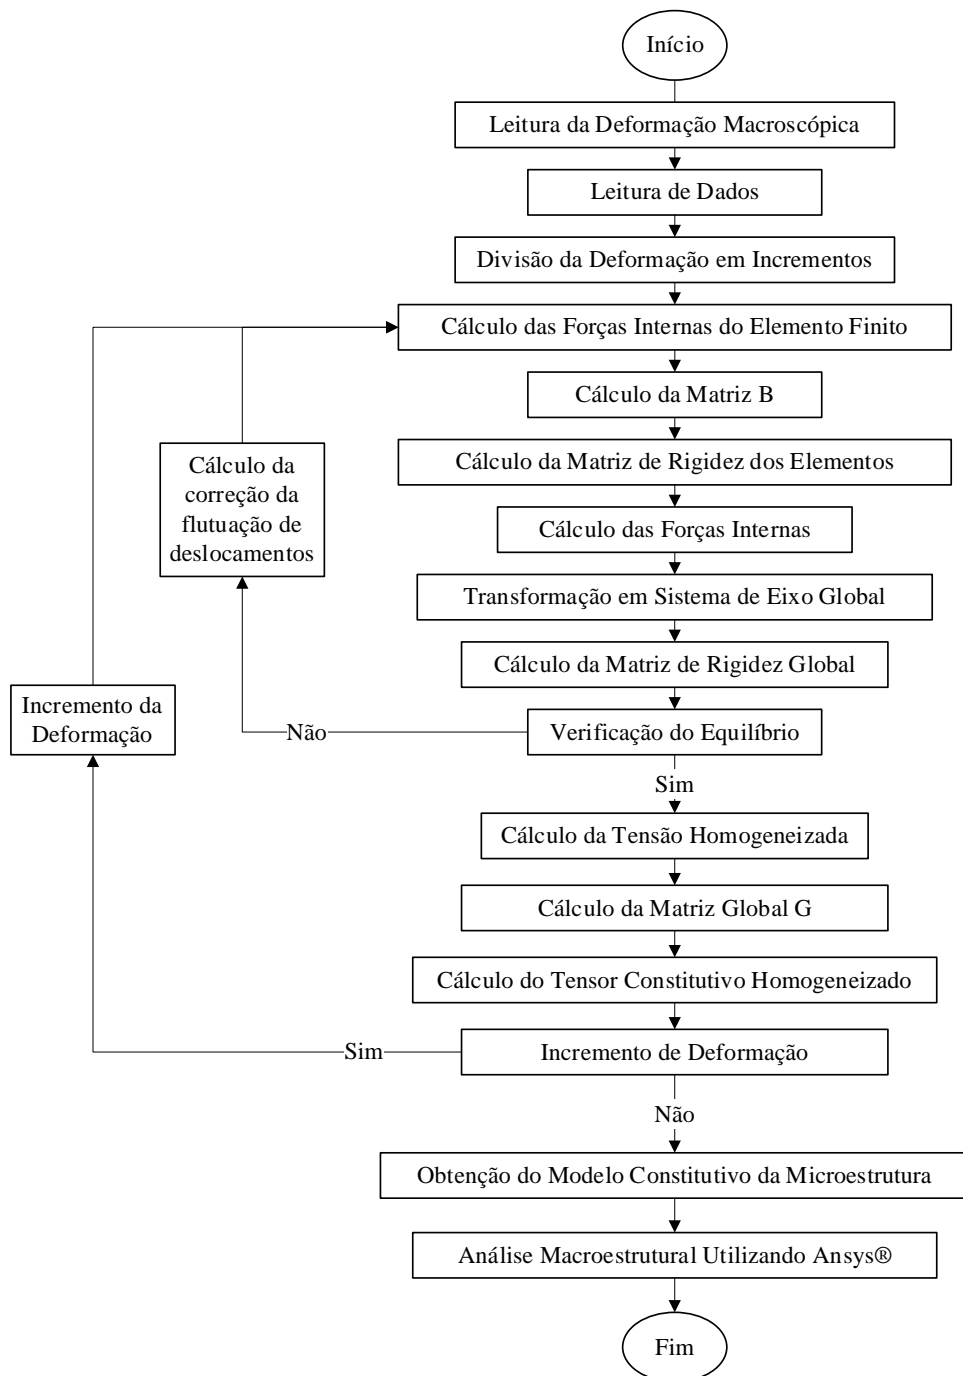 Início
Leitura da Deformação Macroscópica
Leitura de Dados
Divisão da Deformação em Incrementos
Cálculo das Forças Internas do Elemento Finito
Cálculo da Matriz B
Cálculo da
correção da
flutuação de
deslocamentos
Cálculo da Matriz de Rigidez dos Elementos
Cálculo das Forças Internas
Transformação em Sistema de Eixo Global
Cálculo da Matriz de Rigidez Global
Incremento da
Deformação
Não
Verificação do Equilíbrio
Sim
Cálculo da Tensão Homogeneizada
Cálculo da Matriz Global G
Cálculo do Tensor Constitutivo Homogeneizado
Sim
Incremento de Deformação
Não
Obtenção do Modelo Constitutivo da Microestrutura
Análise Macroestrutural Utilizando Ansys®
Fim